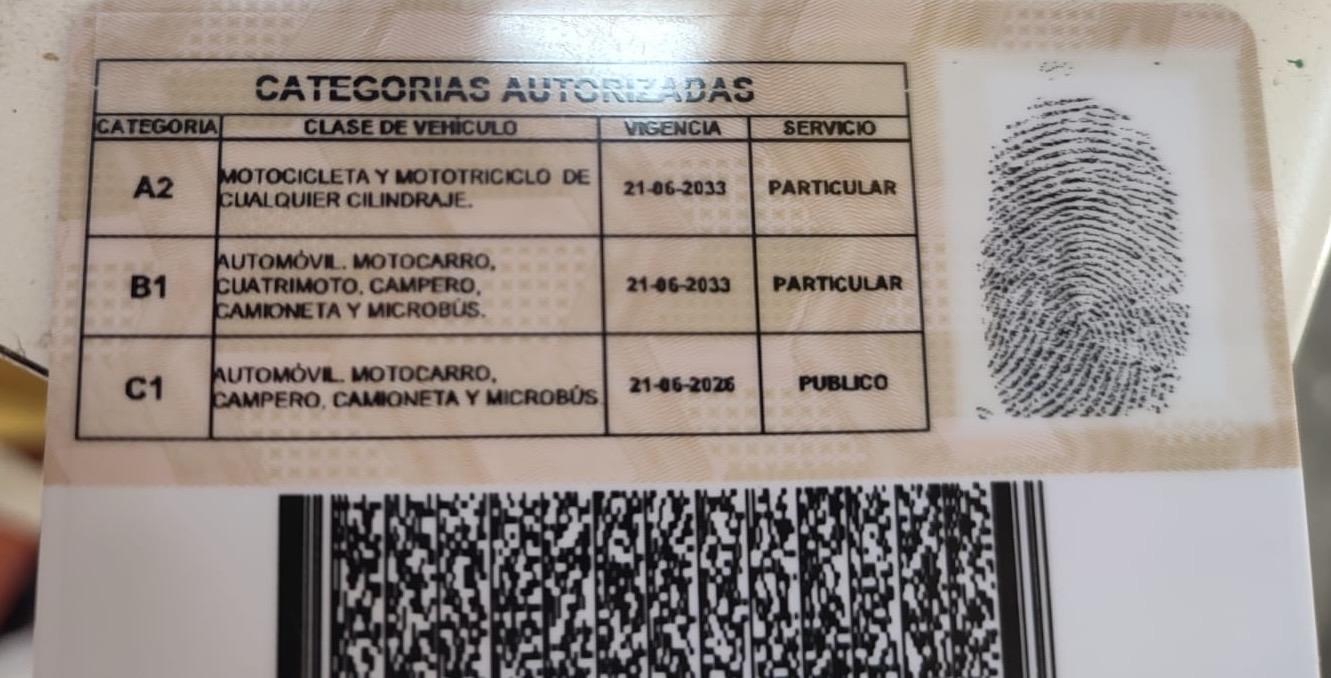 CATEGORIAS AUTORIZADAS
CATEGORIA CLASE DE VEHÍCULO VIGENCIA SERVICIO
A2 MOTOCICLETA Y MOTOTRICICLO DE CUALQUIER CILINDRAJE. 21-06-2033 PARTICULAR
B1 AUTOMÓVIL. MOTOCARRO, CUATRIMOTO, CAMPERO, CAMIONETA Y MICROBÚS. 21-06-2033 PARTICULAR
C1 AUTOMÓVIL. MOTOCARRO, CAMPERO, CAMIONETA Y MICROBÚS 21-06-2026 PUBLICO